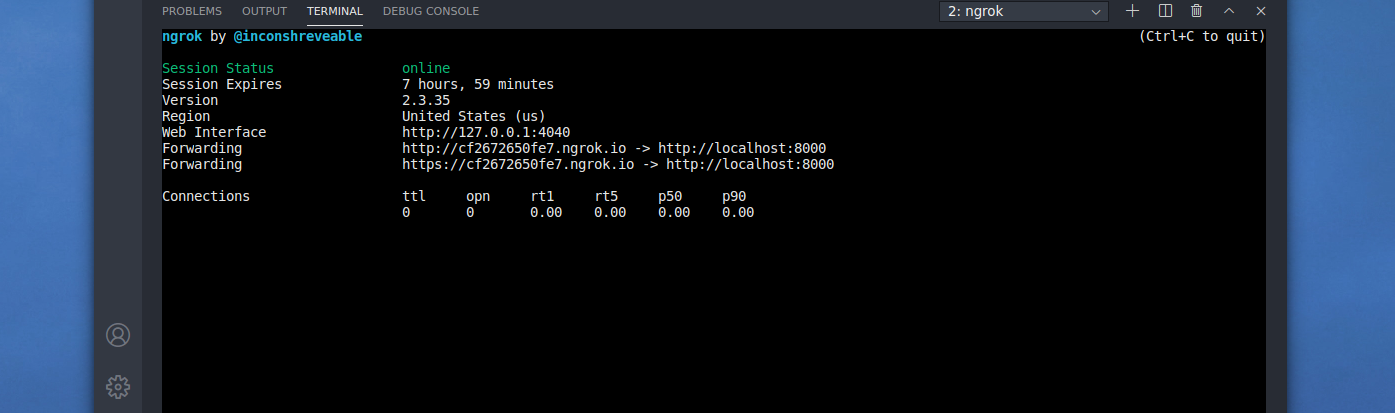 PROBLEMS OUTPUT TERMINAL DEBUG CONSOLE 2: ngrok
ngrok by @inconshreveable (Ctrl+C to quit)
Session Status online
Session Expires 7 hours, 59 minutes
Version 2.3.35
Region United States (us)
Web Interface http://127.0.0.1:4040
Forwarding http://cf2672650fe7.ngrok.io -> http://localhost:8000
Forwarding https://cf2672650fe7.ngrok.io -> http://localhost:8000
Connections ttl opn rt1 rt5 p50 p90
0 0 0.00 0.00 0.00 0.00